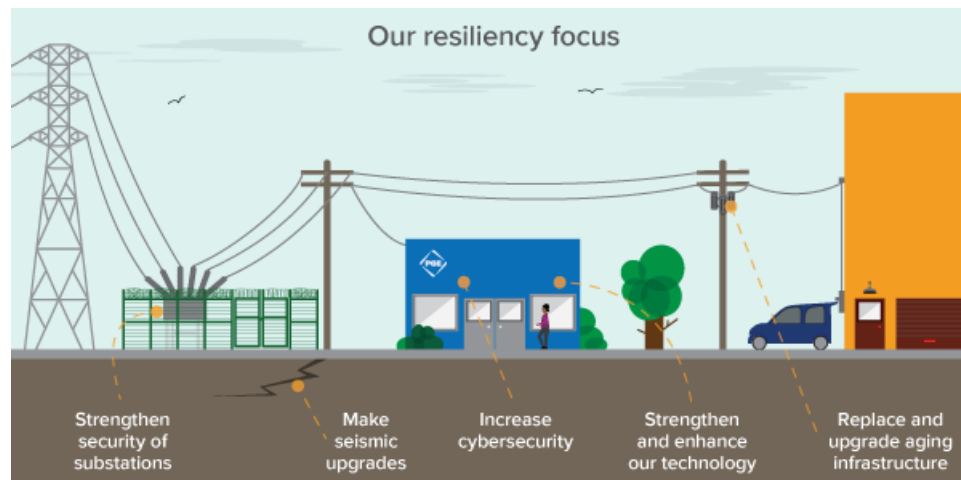 Our resiliency focus
PGE
Strengthen
security of
substations
Make
seismic
upgrades
Increase
cybersecurity
Strengthen
and enhance
our technology
Replace and
upgrade aging
infrastructure